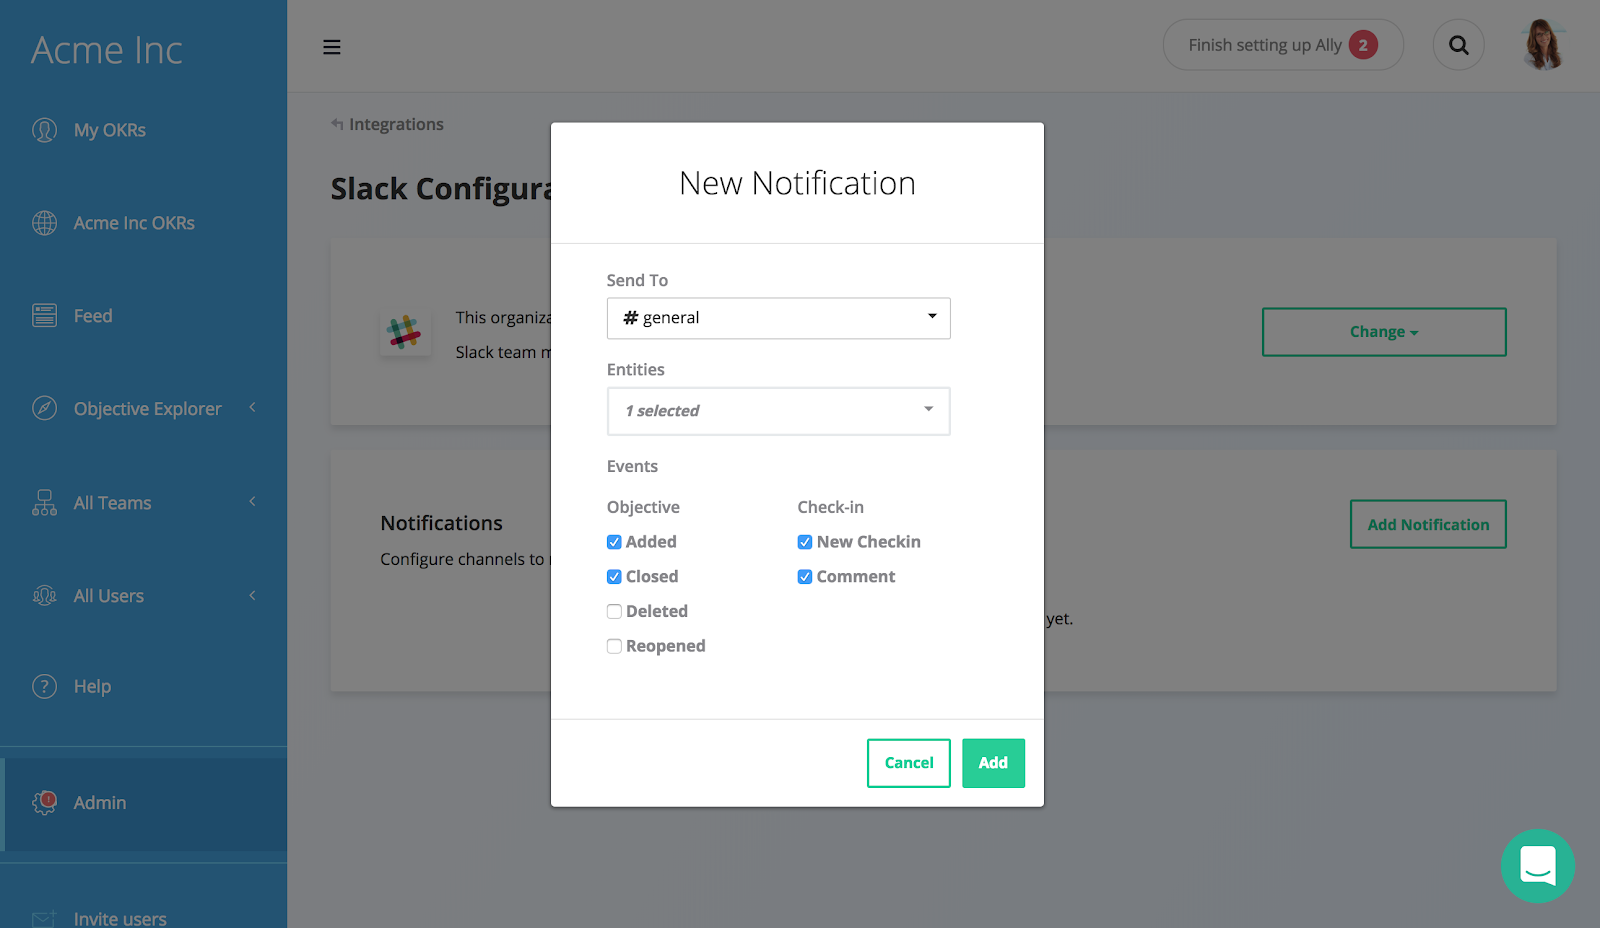 Acme Inc
My OKRs
Acme Inc OKRs
Feed
Objective Explorer
All Teams
All Users
Help
Admin
Invite users
Finish setting up Ally 2
Integrations
Slack Configura
This organiza
Slack team m
Change
Notifications
Configure channels to
Add Notification
yet.
New Notification
Send To
# general
Entities
1 selected
Events
Objective
Check-in
Added
New Checkin
Closed
Comment
Deleted
Reopened
Cancel
Add